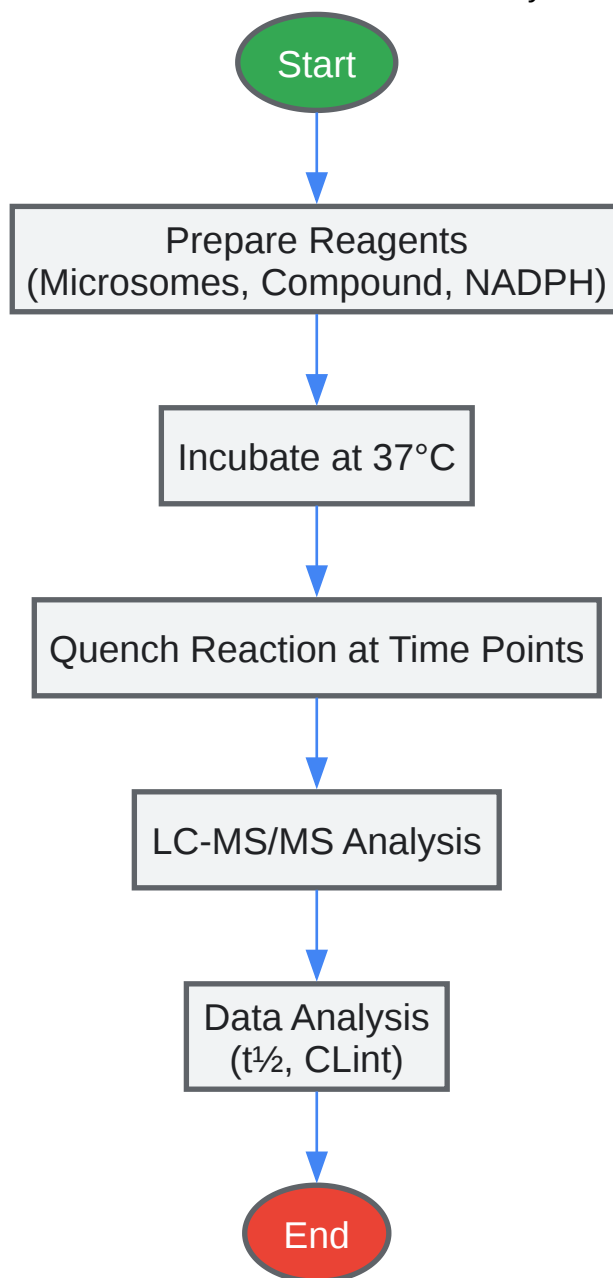 Start
Prepare Reagents
(Microsomes, Compound, NADPH)
Incubate at 37°C
Quench Reaction at Time Points
LC-MS/MS Analysis
Data Analysis
(t½, CLint)
End